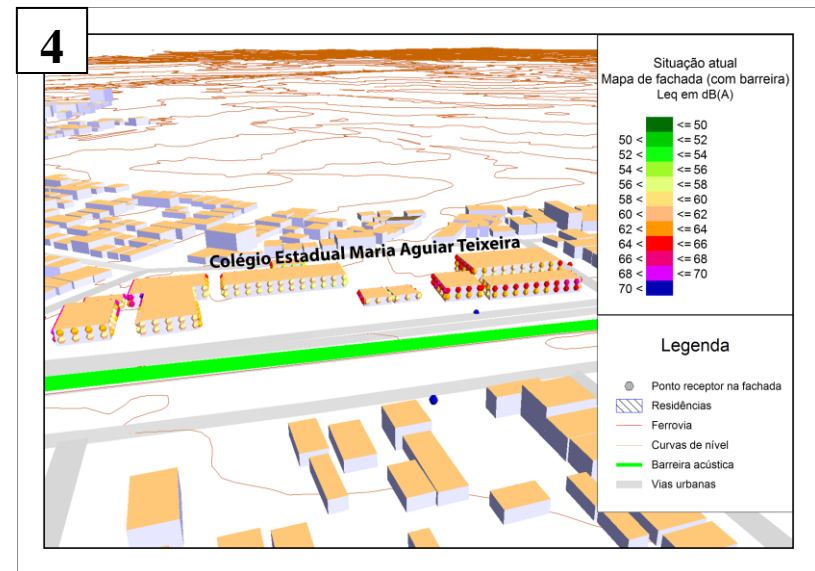 4
Situação atual
Mapa de fachada (com barreira)
Leq em dB(A)
<= 50
50 < <= 52
52 < <= 54
54 < <= 56
56 < <= 58
58 < <= 60
60 < <= 62
62 < <= 64
64 < <= 66
66 < <= 68
68 < <= 70
70 <
Colégio Estadual Maria Aguiar Teixeira
Legenda
Ponto receptor na fachada
Residências
Ferrovia
Curvas de nível
Barreira acústica
Vias urbanas